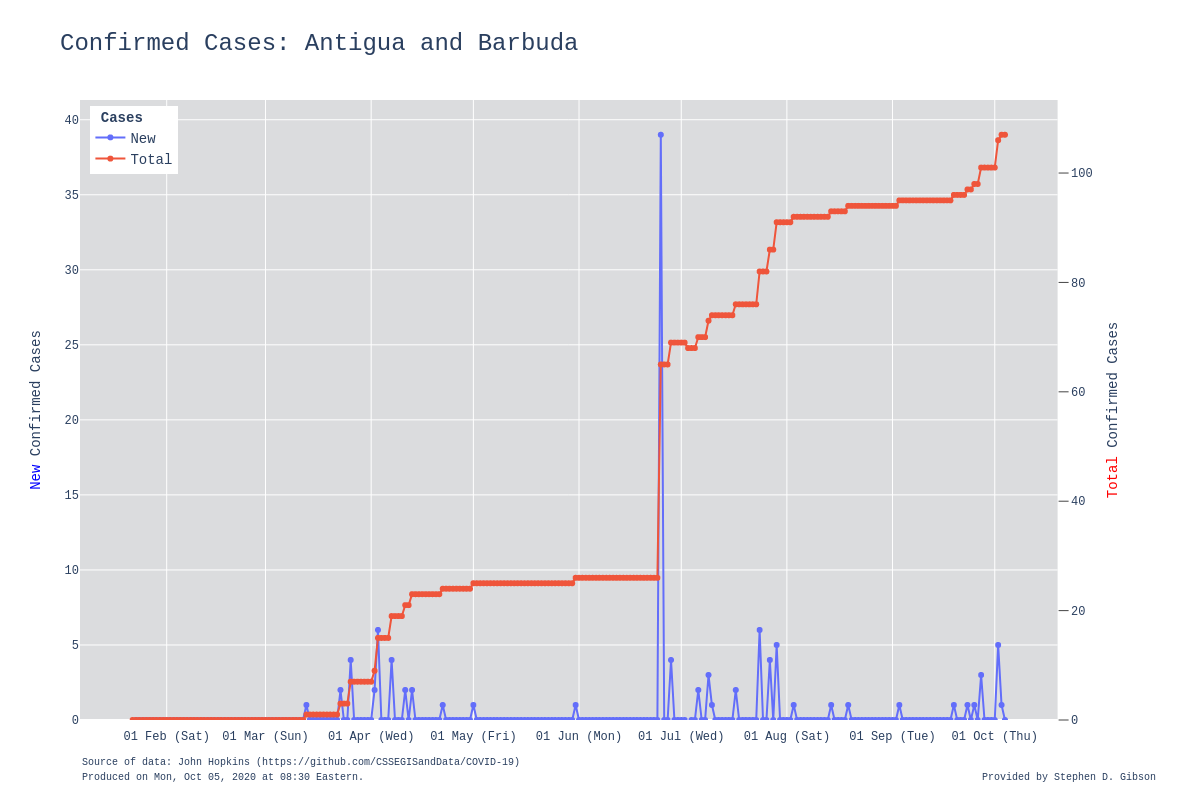 Confirmed Cases: Antigua and Barbuda
Cases
New
Total
40
35
30
25
20
15
10
5
0
100
80
60
40
20
0
New Confirmed Cases
Total Confirmed Cases
01 Feb (Sat) 01 Mar (Sun) 01 Apr (Wed) 01 May (Fri) 01 Jun (Mon) 01 Jul (Wed) 01 Aug (Sat) 01 Sep (Tue) 01 Oct (Thu)
Source of data: John Hopkins (https://github.com/CSSEGISandData/COVID-19)
Produced on Mon, Oct 05, 2020 at 08:30 Eastern.
Provided by Stephen D. Gibson